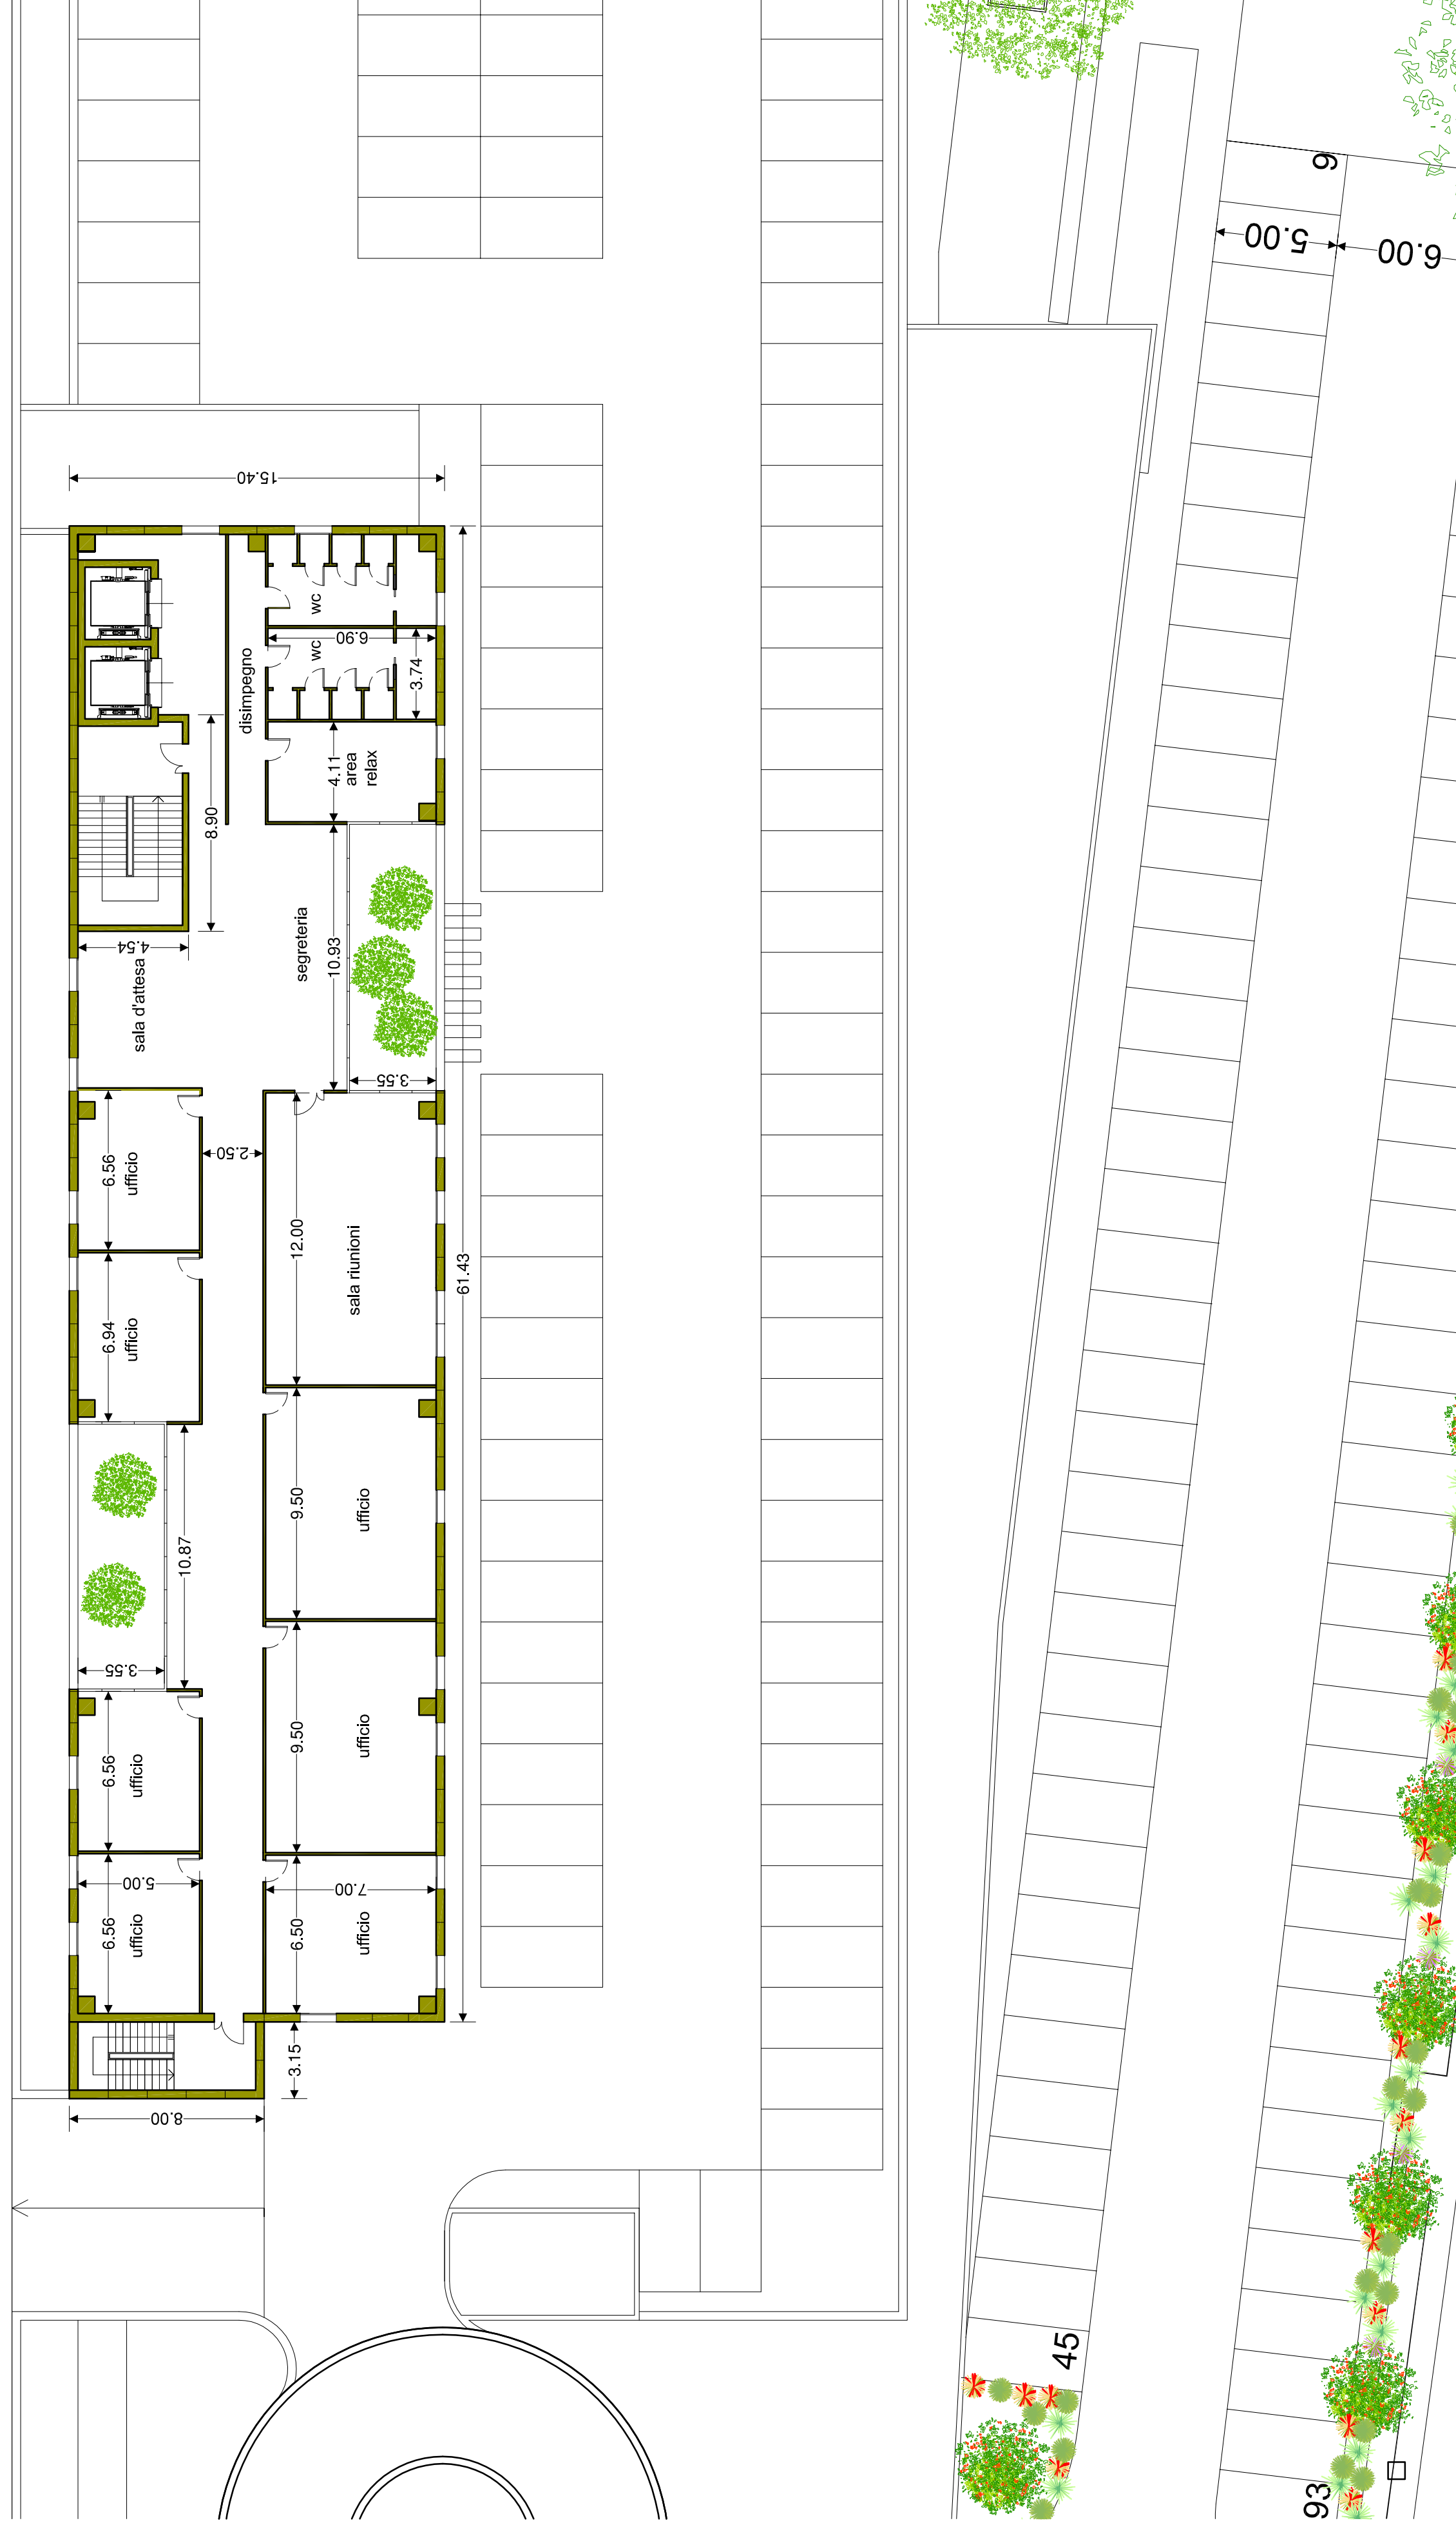 6
5.00
6.00
15.40
wc
6.90
wc
3.74
disimpegno
4.11
area
relax
8.90
4.54
sala d'attesa
segreteria
10.93
3.55
6.56
ufficio
2.50
12.00
sala riunioni
61.43
6.94
ufficio
9.50
ufficio
10.87
3.55
9.50
ufficio
6.56
ufficio
5.00
7.00
6.56
ufficio
6.50
ufficio
3.15
8.00
45
93